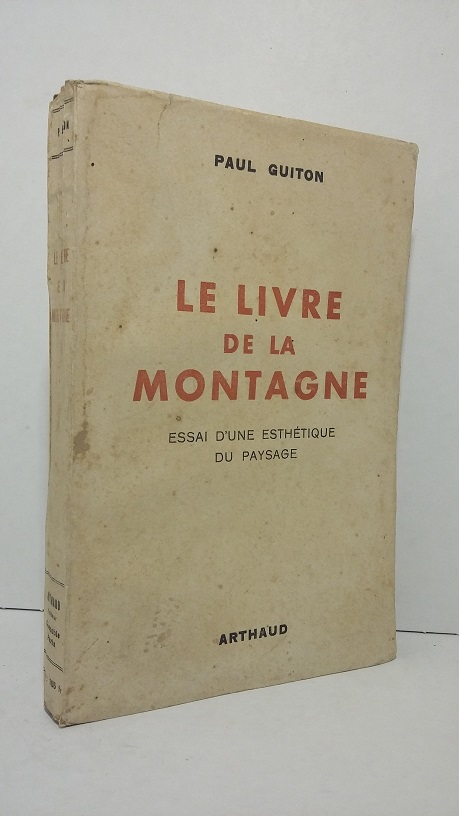 PAUL GUITON
LE LIVRE
DE LA
MONTAGNE
ESSAI D'UNE ESTHÉTIQUE
DU PAYSAGE
ARTHAUD